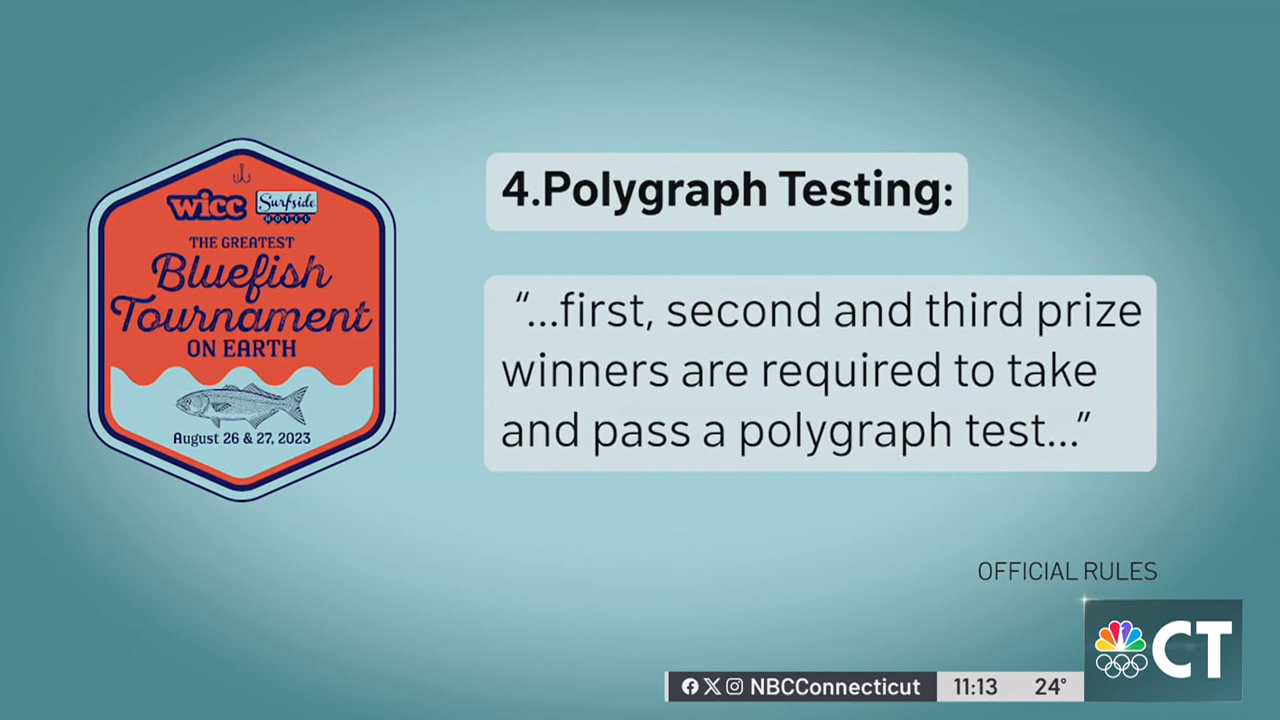 wicc Surfside
HOTEL
THE GREATEST
Bluefish
Tournament
ON EARTH
August 26 & 27, 2023
4.Polygraph Testing:
“...first, second and third prize
winners are required to take
and pass a polygraph test...”
OFFICIAL RULES
CT
NBCConnecticut 11:13 24°